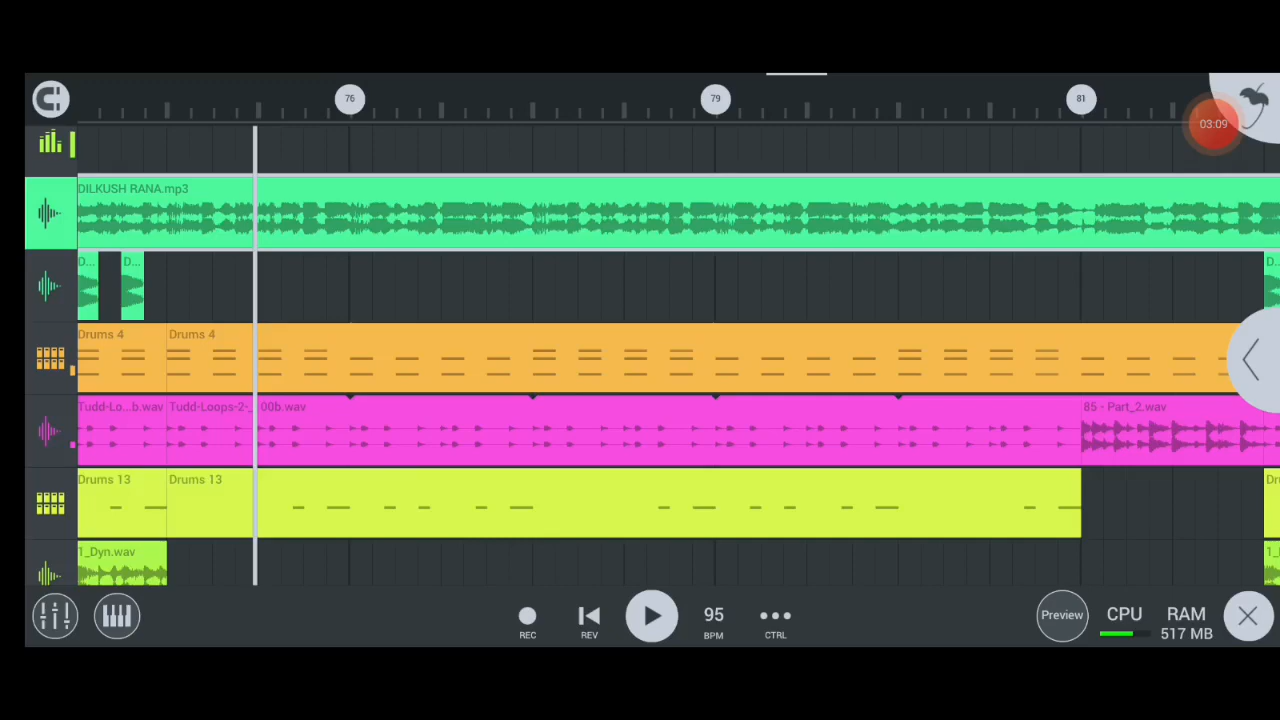 76 79 81
03:09
DILKUSH RANA.mp3
D... D... D...
Drums 4 Drums 4
Tudd-Lo...b.wav Tudd-Loops-2-_ 00b.wav 85 - Part_2.wav
Drums 13 Drums 13
1_Dyn.wav
95 Preview CPU RAM
REC REV BPM CTRL 517 MB